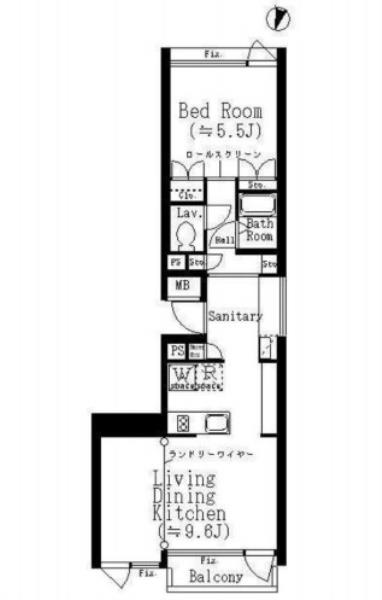 Fix.
Bed Room
(≒5.5J)
ロールスクリーン
Clo.
Sto.
Lav.
Bath
Room
Hall
PS
Sto.
Sto.
MB
Sanitary
PS
W
space
R
space
ランドリーワイヤー
Living
Dining
Kitchen
(≒9.6J)
Fix.
Fix.
Balcony